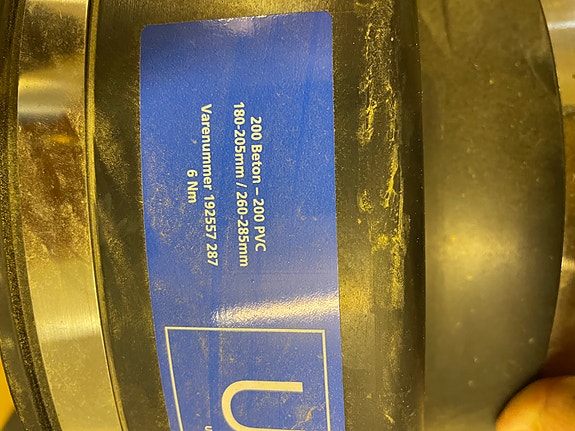 200 Beton – 200 PVC
180-205mm / 260-285mm
Varenummer 192557 287
6 Nm
U